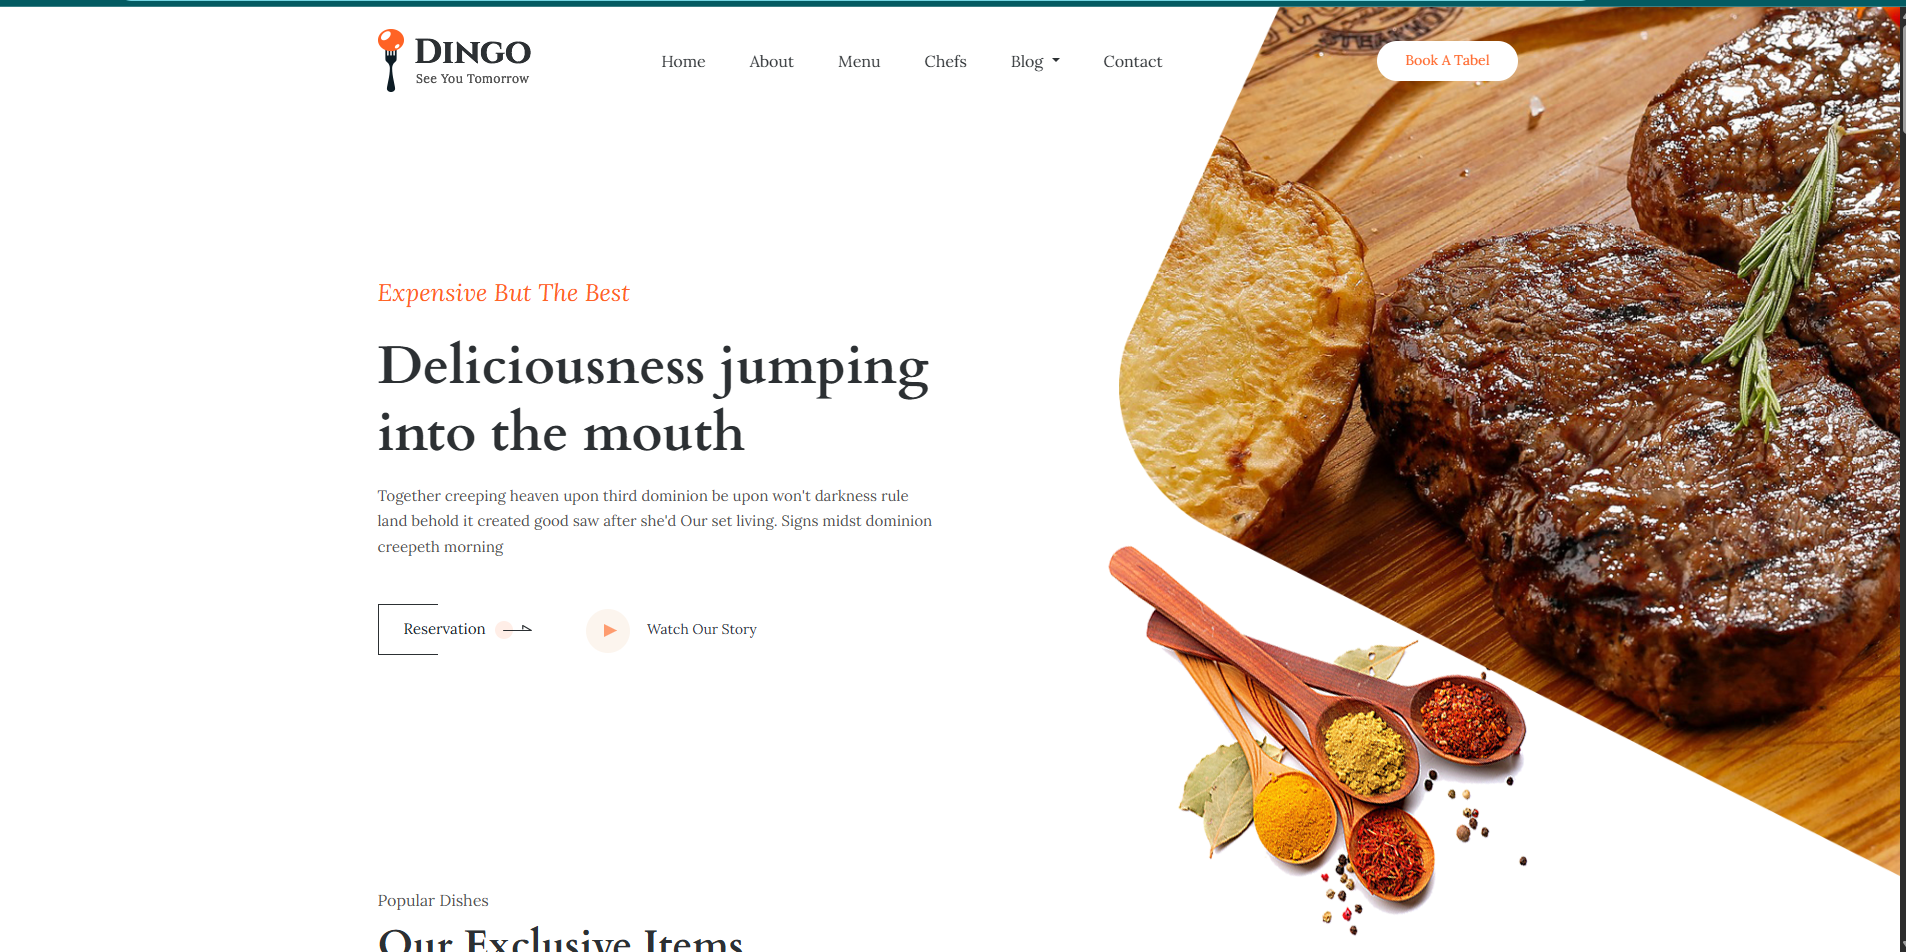 DINGO
See You Tomorrow
Home
About
Menu
Chefs
Blog
Contact
Book A Tabel
Expensive But The Best
Deliciousness jumping
into the mouth
Together creeping heaven upon third dominion be upon won't darkness rule
land behold it created good saw after she'd Our set living. Signs midst dominion
creepeth morning
Reservation
Watch Our Story
Popular Dishes
Our Exclusive Items